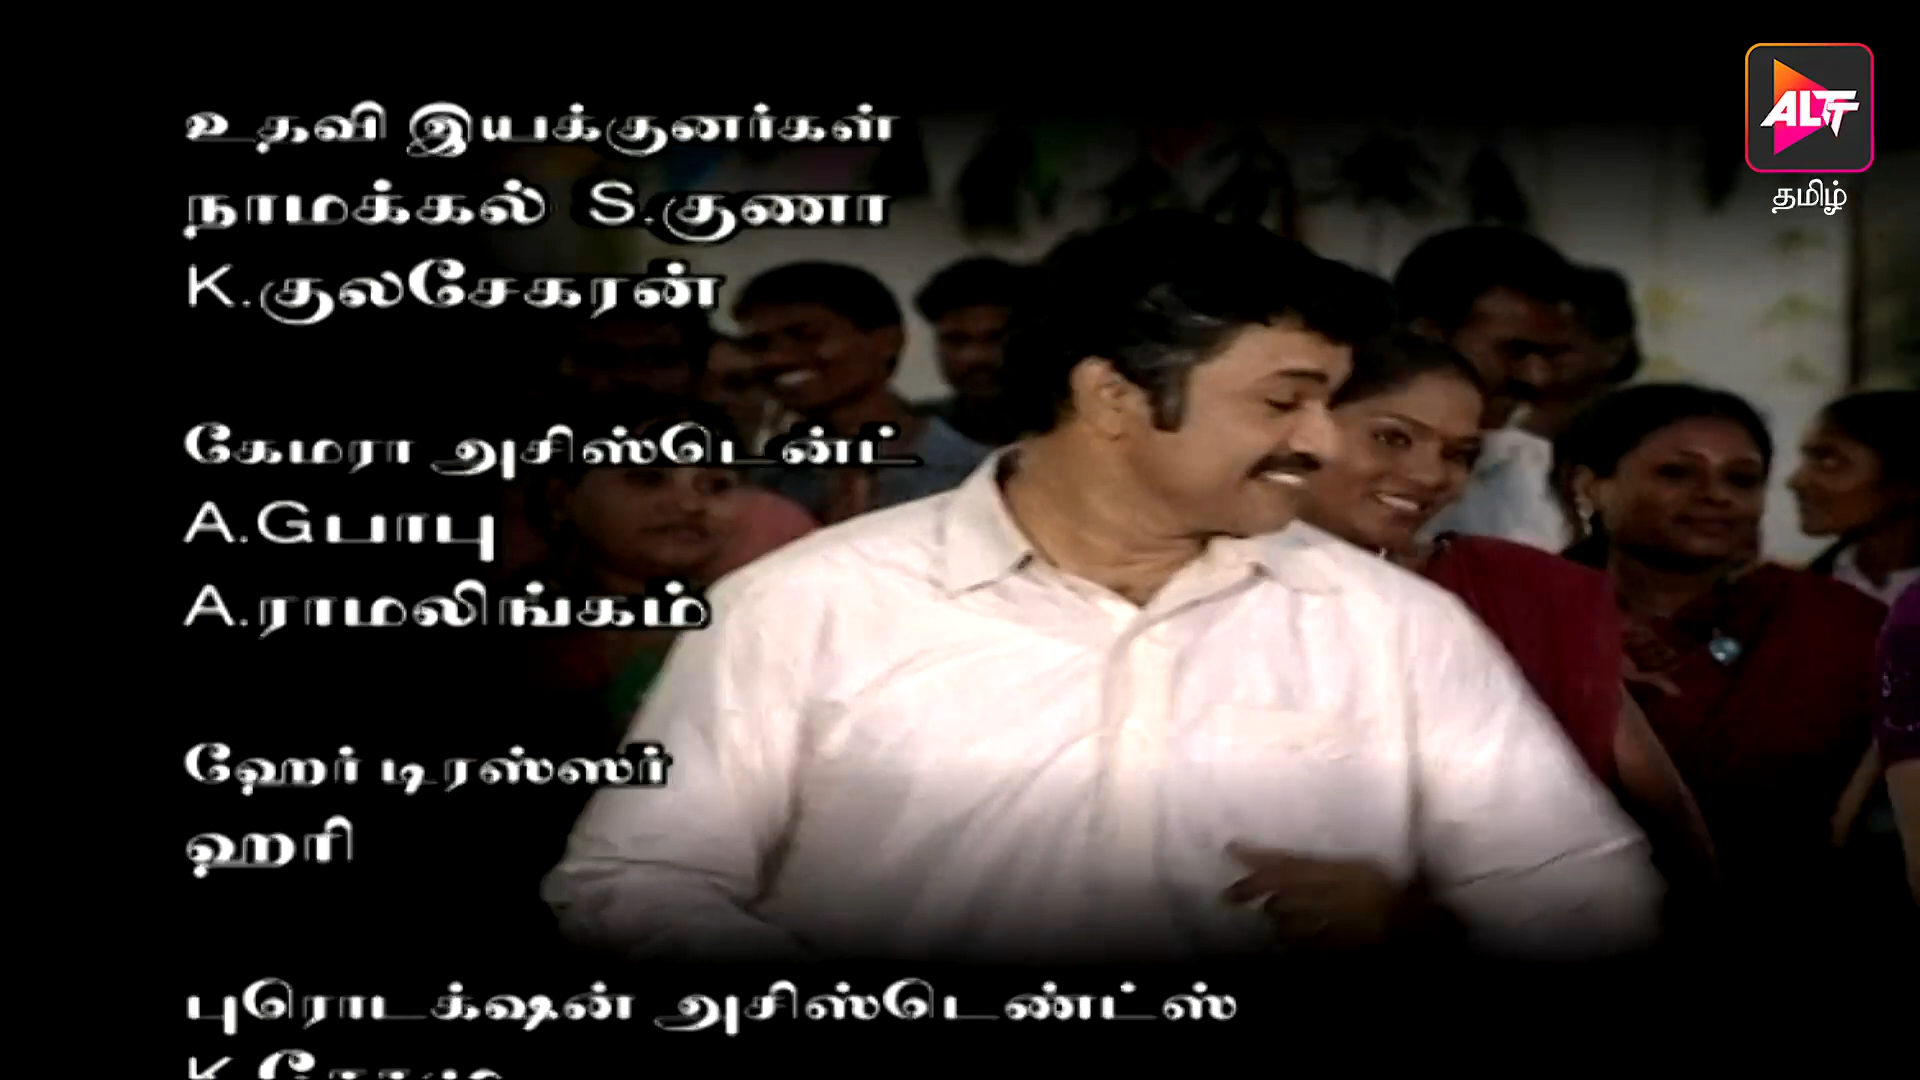 உதவி இயக்குனர்கள்
நாமக்கல் S.குணா
K.குலசேகரன்
கேமரா அசிஸ்டென்ட்
A.Gபாபு
A.ராமலிங்கம்
ஹேர் டிரஸ்ஸர்
ஹரி
புரொடக்ஷன் அசிஸ்டெண்ட்ஸ்
ALTT
தமிழ்